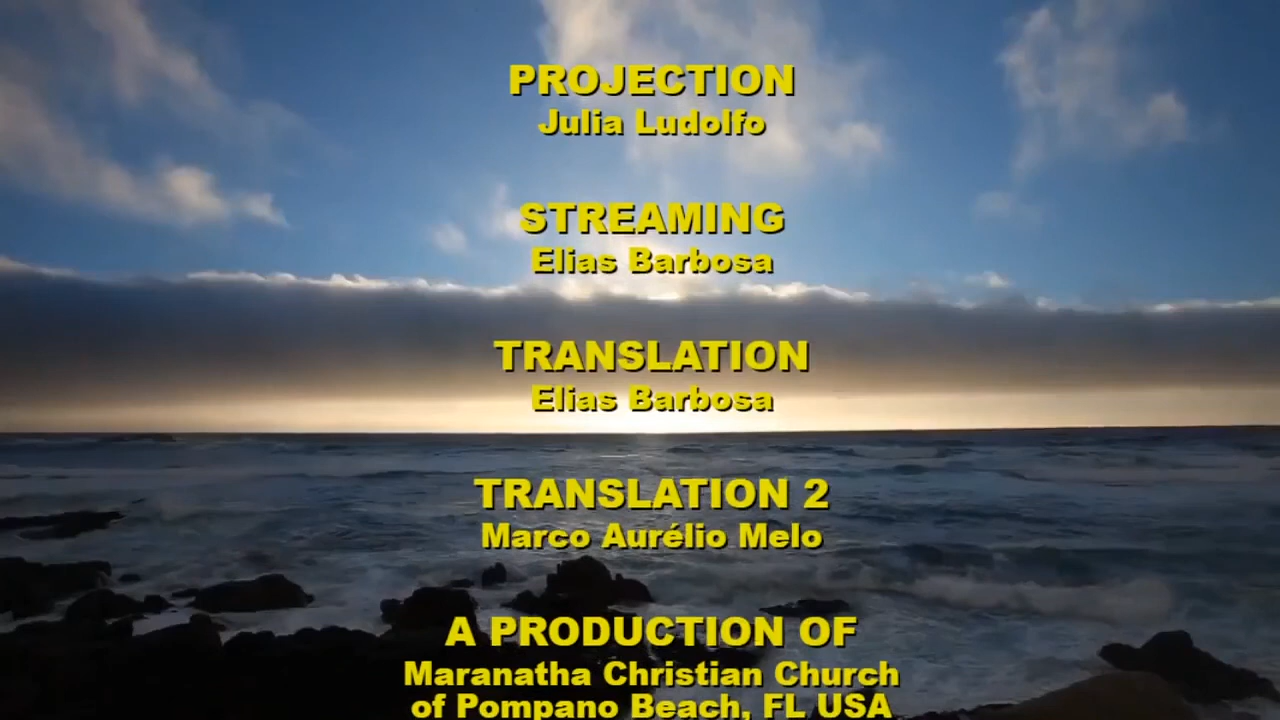 PROJECTION
Julia Ludolfo
STREAMING
Elias Barbosa
TRANSLATION
Elias Barbosa
TRANSLATION 2
Marco Aurélio Melo
A PRODUCTION OF
Maranatha Christian Church
of Pompano Beach, FL USA